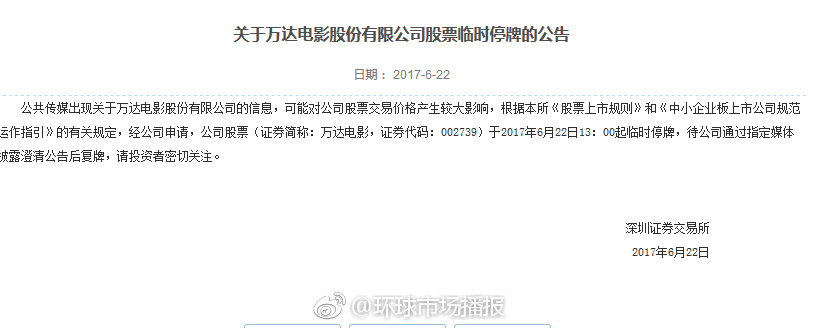 关于万达电影股份有限公司股票临时停牌的公告
日期： 2017-6-22
公共传媒出现关于万达电影股份有限公司的信息，可能对公司股票交易价格产生较大影响，根据本所《股票上市规则》和《中小企业板上市公司规范
运作指引》的有关规定，经公司申请，公司股票（证券简称：万达电影，证券代码：002739）于2017年6月22日13：00起临时停牌，待公司通过指定媒体
披露澄清公告后复牌，请投资者密切关注。
深圳证券交易所
2017年6月22日
@环球市场播报